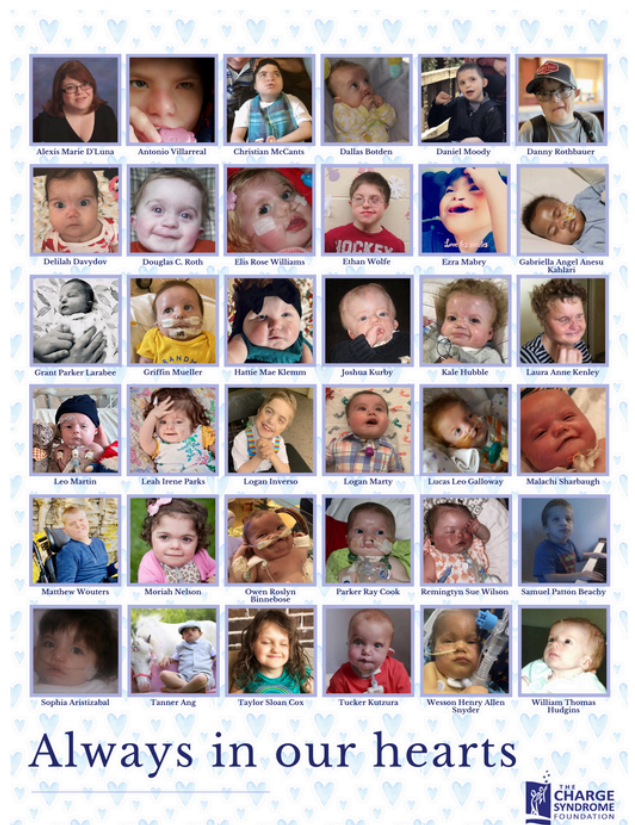 Alexis Marie D'Luna
Antonio Villarreal
Christian McCants
Dallas Botden
Daniel Moody
Danny Rothbauer
Delilah Davydov
Douglas C. Roth
Elis Rose Williams
Ethan Wolfe
Ezra Mabry
Gabriella Angel Anesu
Kahlari
HOCKEY
Grant Parker Larabee
Griffin Mueller
Hattie Mae Klemm
Joshua Kurby
Kale Hubble
Laura Anne Kenley
Leo Martin
Leah Irene Parks
Logan Inverso
Logan Marty
Lucas Leo Galloway
Malachi Sharbaugh
Matthew Wouters
Moriah Nelson
Owen Roslyn
Binnebose
Parker Ray Cook
Remingtyn Sue Wilson
Samuel Patton Beachy
Sophia Aristizabal
Tanner Ang
Taylor Sloan Cox
Tucker Kutzura
Wesson Henry Allen
Snyder
William Thomas
Hudgins
Always in our hearts
THE
CHARGE
SYNDROME
FOUNDATION